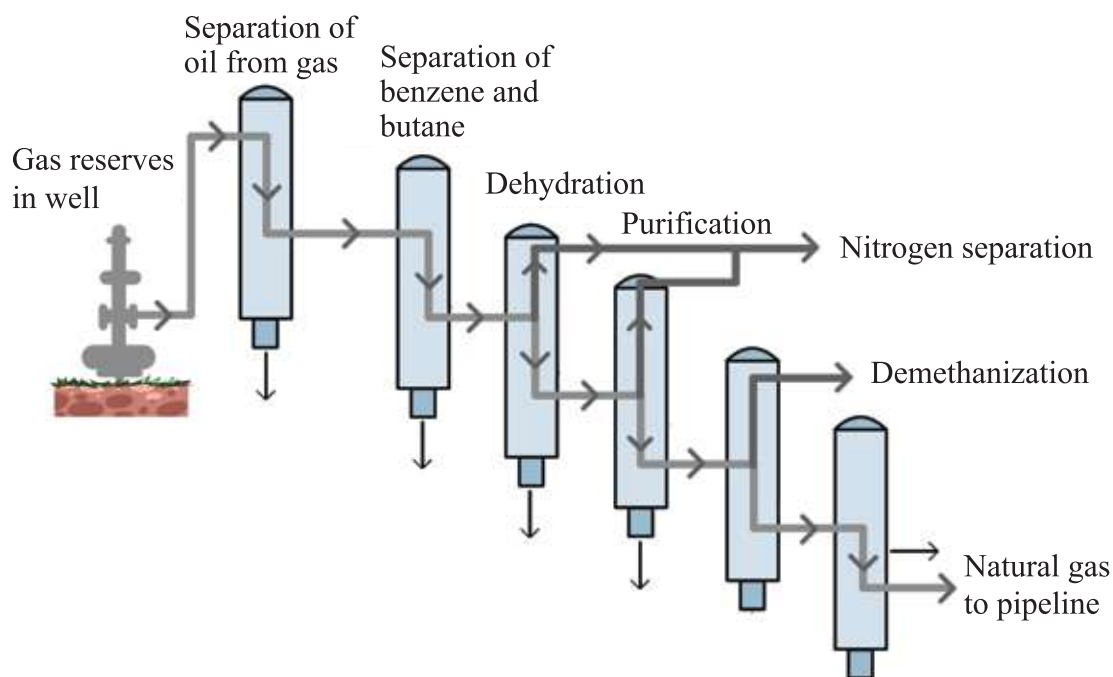 Separation of
oil from gas
Separation of
benzene and
butane
Gas reserves
in well
Dehydration
Purification
Nitrogen separation
Demethanization
Natural gas
to pipeline